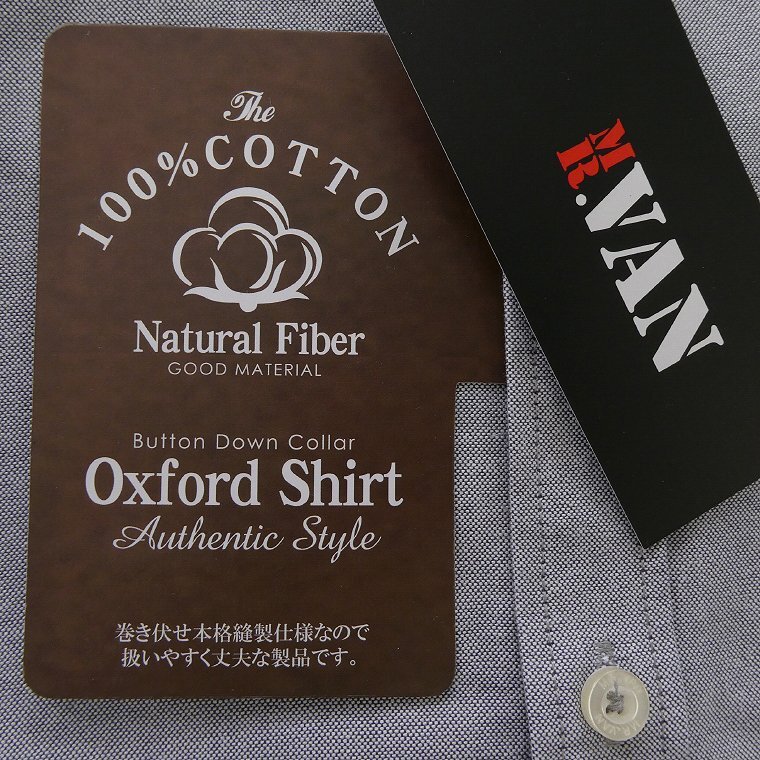 The
100%COTTON
Natural Fiber
GOOD MATERIAL
Button Down Collar
Oxford Shirt
Authentic Style
巻き伏せ本格縫製仕様なので
扱いやすく丈夫な製品です。
MR.VAN